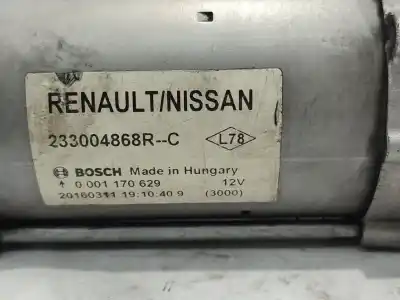 RENAULT/NISSAN
233004868R--C L78
BOSCH Made in Hungary
0 001 170 629 12V
20160311 19:10:40 9 (3000)